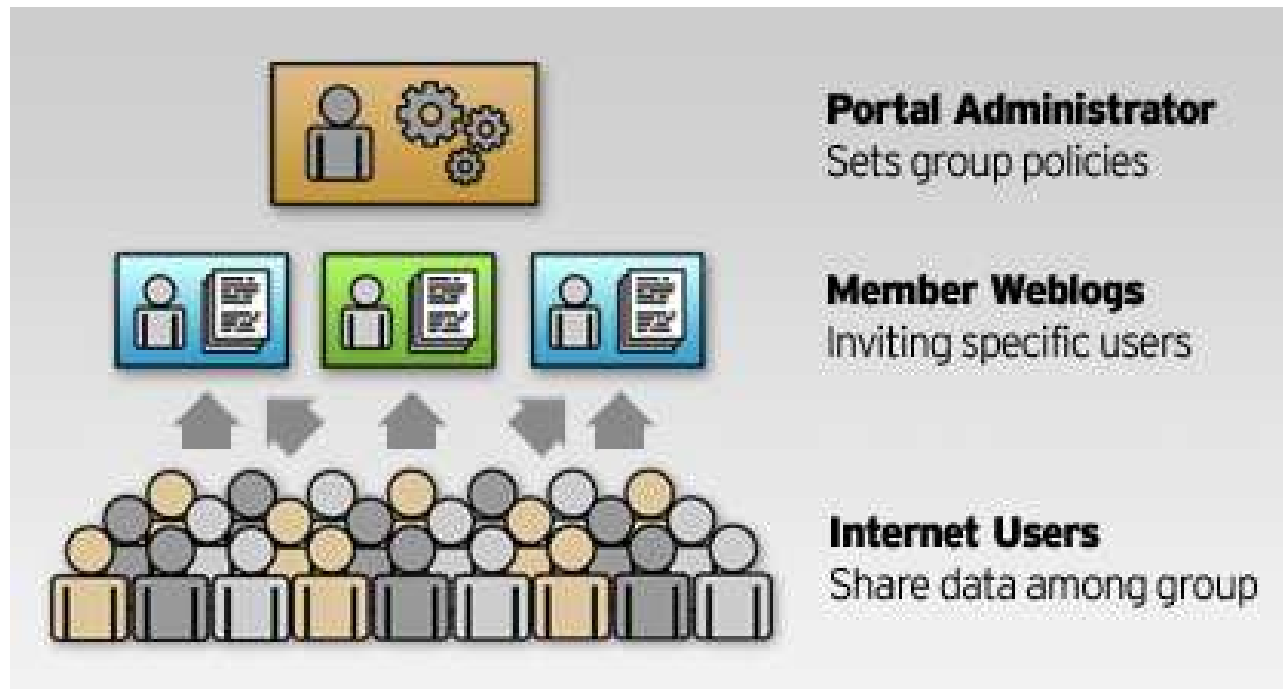 Portal Administrator
Sets group policies
Member Weblogs
Inviting specific users
Internet Users
Share data among group